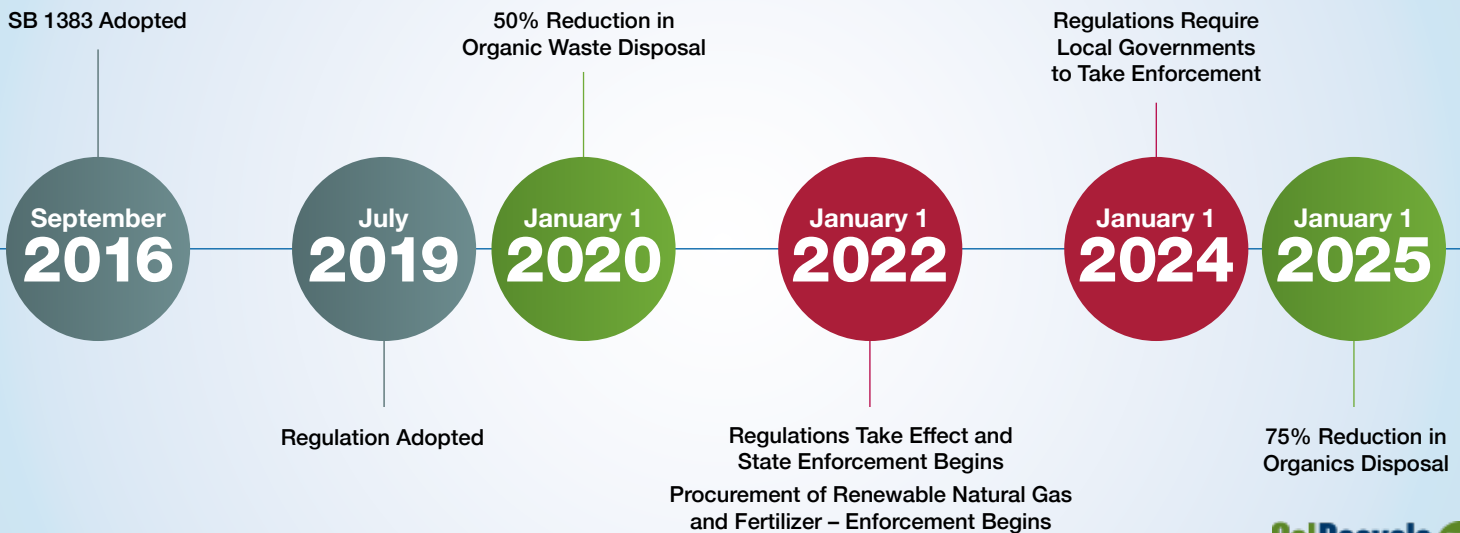 SB 1383 Adopted
50% Reduction in
Organic Waste Disposal
Regulations Require
Local Governments
to Take Enforcement
September
2016
July
2019
January 1
2020
January 1
2022
January 1
2024
January 1
2025
Regulation Adopted
Regulations Take Effect and
State Enforcement Begins
Procurement of Renewable Natural Gas
and Fertilizer – Enforcement Begins
75% Reduction in
Organics Disposal